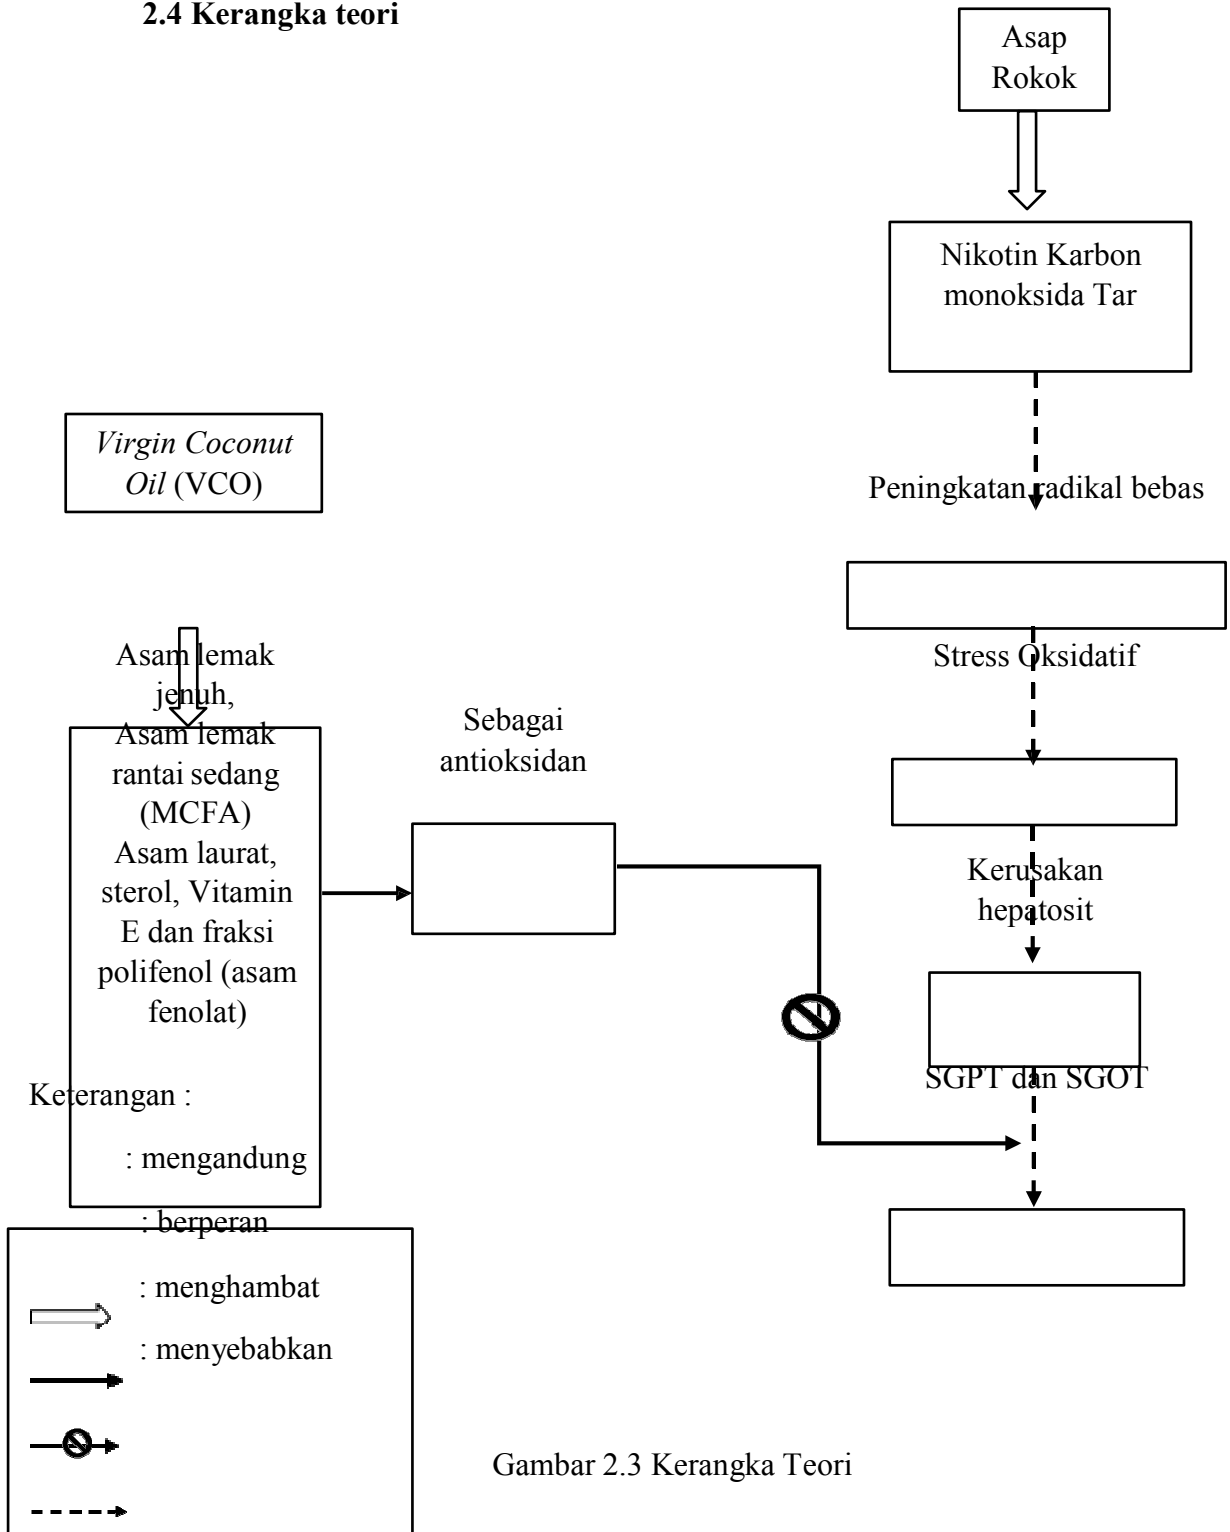 2.4 Kerangka teori
Asap
Rokok
Nikotin Karbon
monoksida Tar
Virgin Coconut
Oil (VCO)
Peningkatan radikal bebas
Asam lemak
jenuh,
Asam lemak
rantai sedang
(MCFA)
Asam laurat,
sterol, Vitamin
E dan fraksi
polifenol (asam
fenolat)
Sebagai
antioksidan
Stress Oksidatif
Kerusakan
hepatosit
SGPT dan SGOT
Keterangan :
: mengandung
: berperan
: menghambat
: menyebabkan
Gambar 2.3 Kerangka Teori